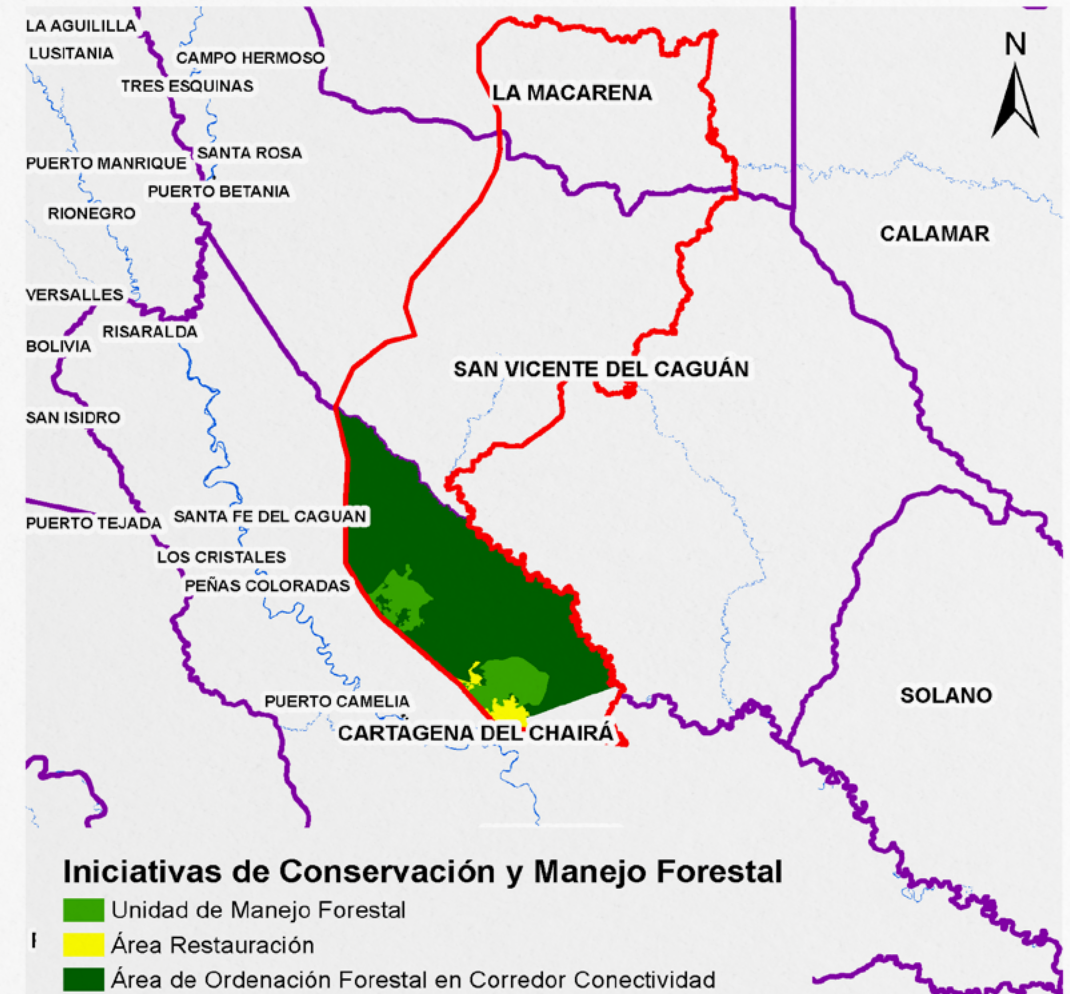 LA AGUILILLA
LUSITANIA
CAMPO HERMOSO
TRES ESQUINAS
N
LA MACARENA
PUERTO MANRIQUE
SANTA ROSA
PUERTO BETANIA
RIONEGRO
CALAMAR
VERSALLES
RISARALDA
BOLIVIA
SAN VICENTE DEL CAGUÁN
SAN ISIDRO
PUERTO TEJADA
SANTA FE DEL CAGUAN
LOS CRISTALES
PEÑAS COLORADAS
SOLANO
PUERTO CAMELIA
CARTAGENA DEL CHAIRÁ
Iniciativas de Conservación y Manejo Forestal
Unidad de Manejo Forestal
Área Restauración
Área de Ordenación Forestal en Corredor Conectividad